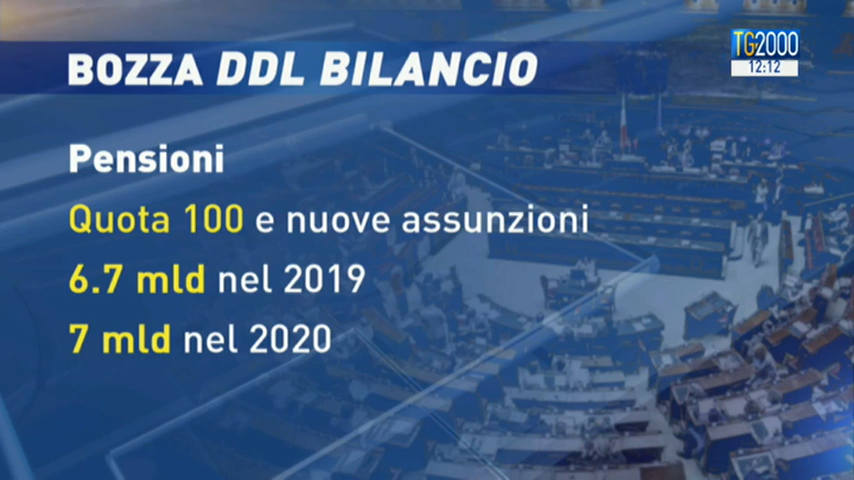 TG2000
12:12
BOZZA DDL BILANCIO
Pensioni
Quota 100 e nuove assunzioni
6.7 mld nel 2019
7 mld nel 2020